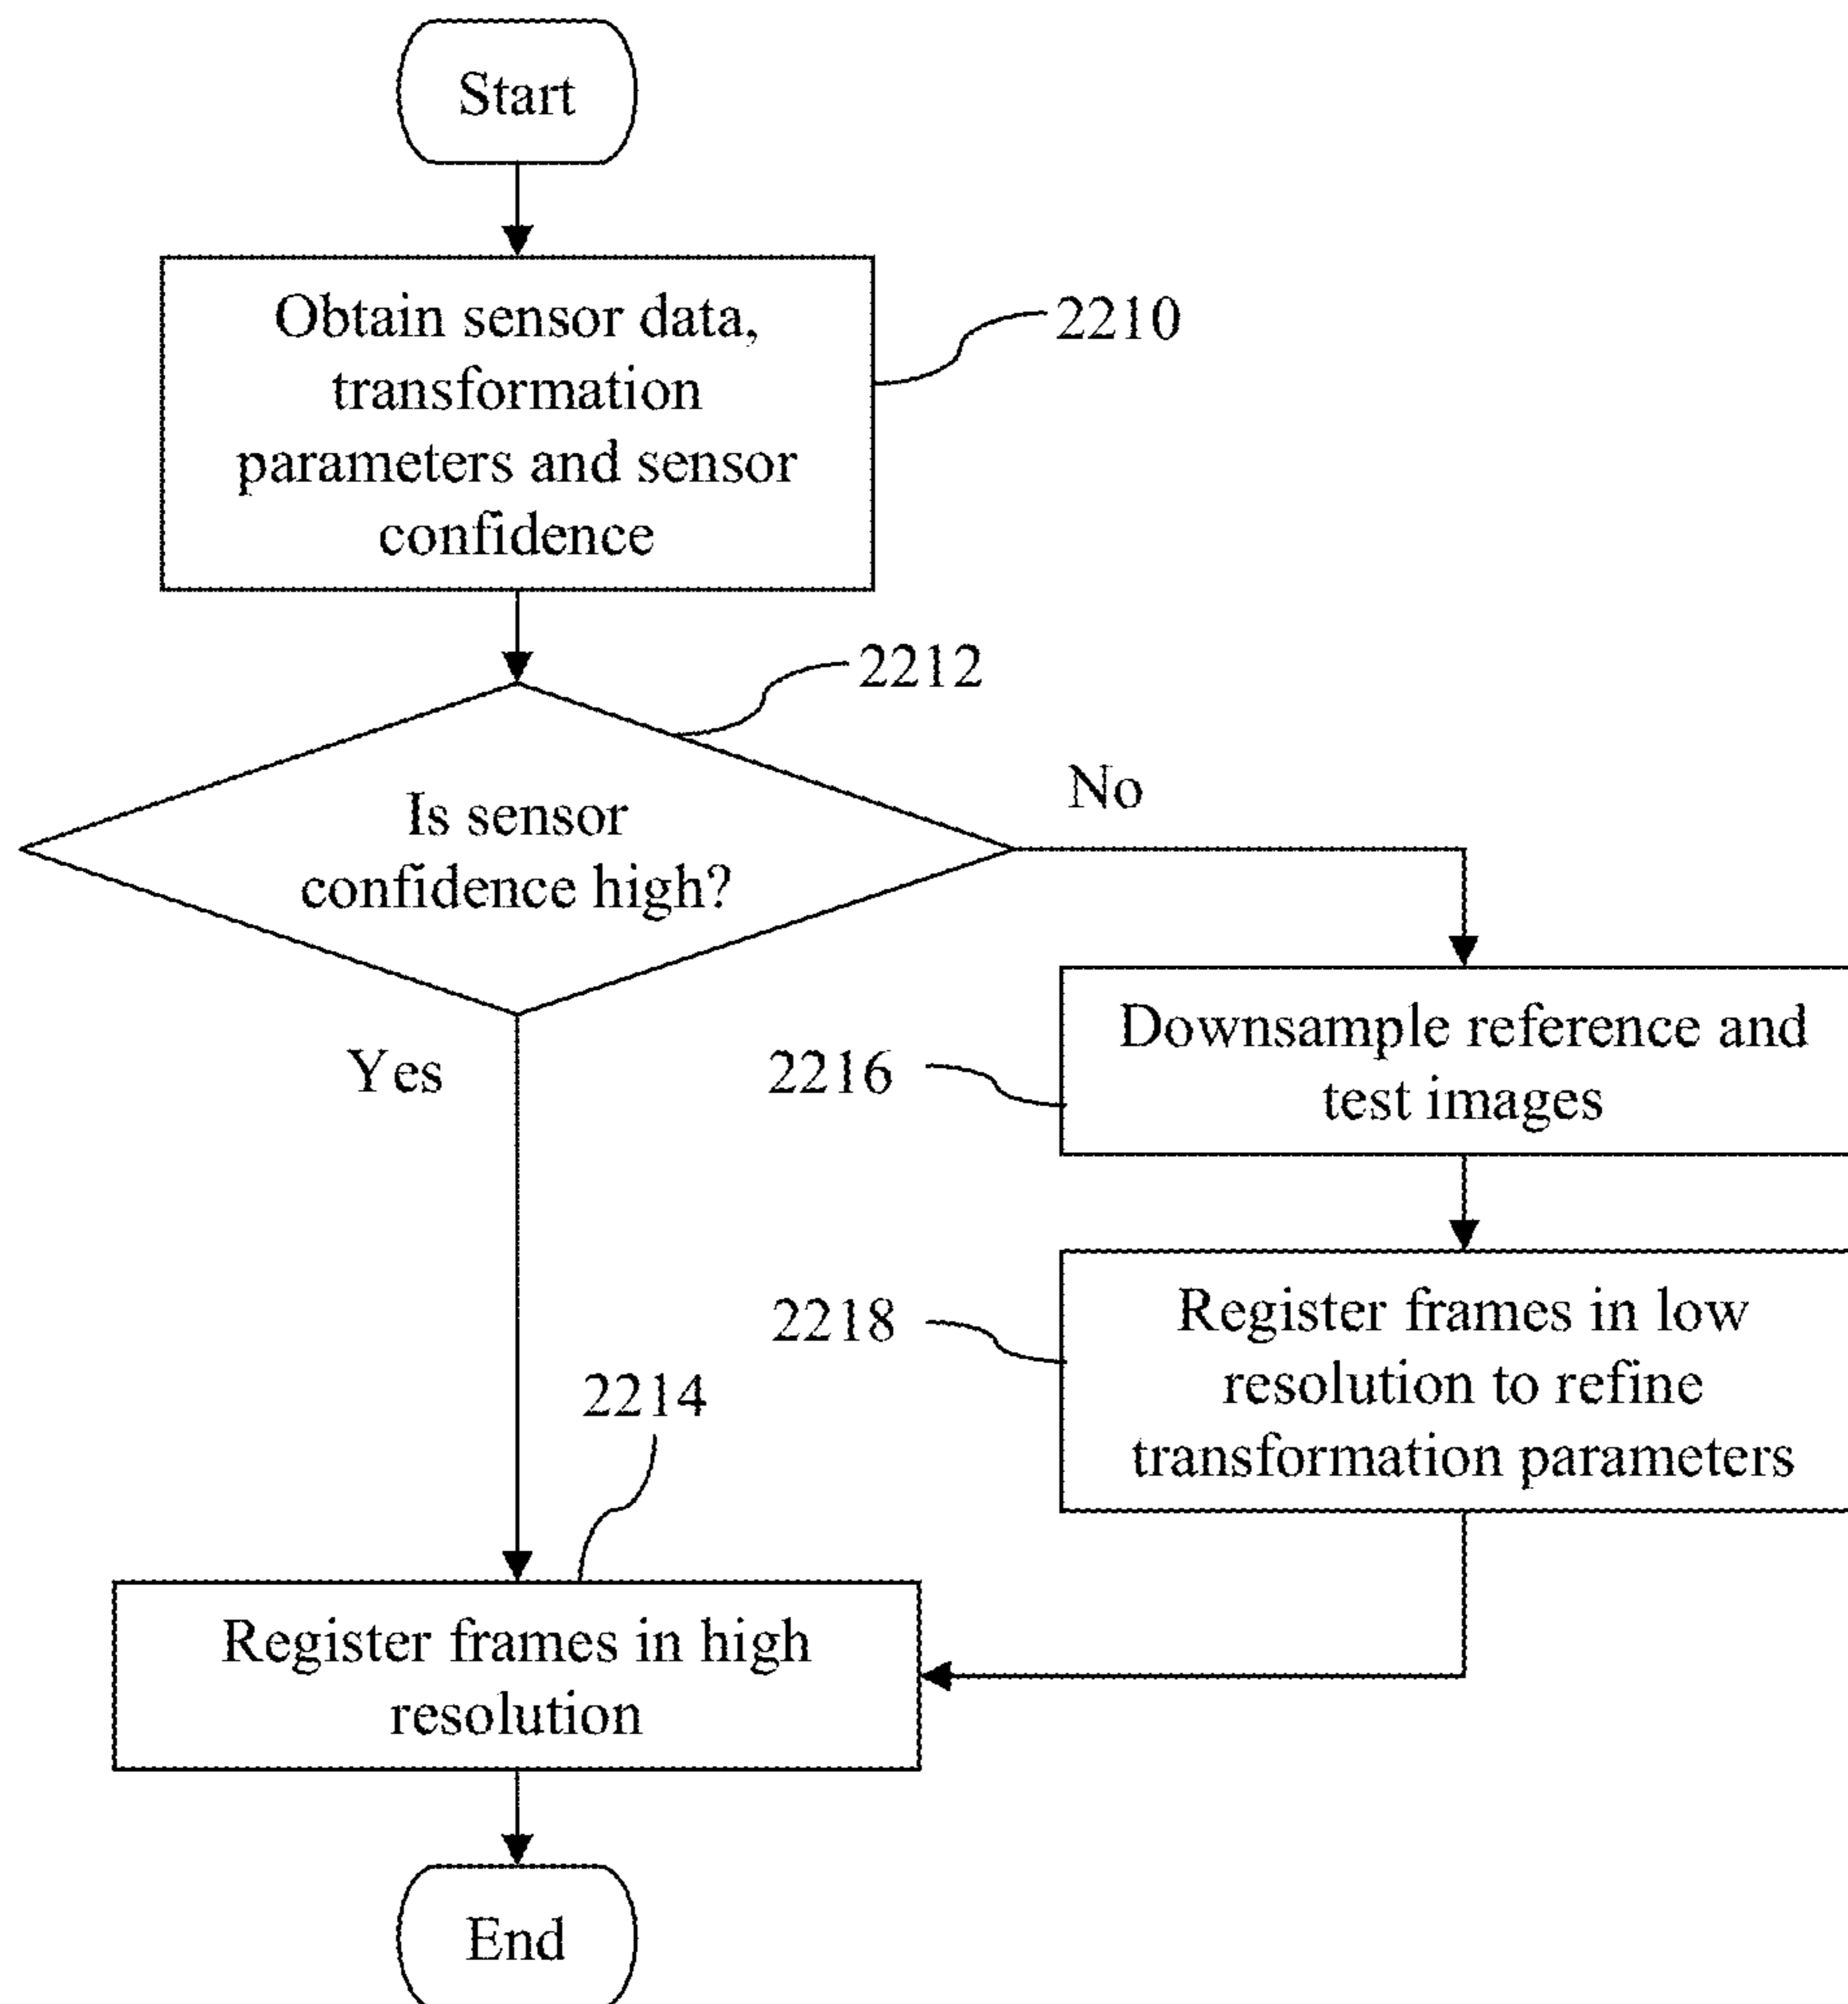 Start
Obtain sensor data,
transformation
parameters and sensor
confidence
2210
2212
Is sensor
confidence high?
No
Yes
Downsample reference and
test images
2216
Register frames in low
resolution to refine
transformation parameters
2218
2214
Register frames in high
resolution
End